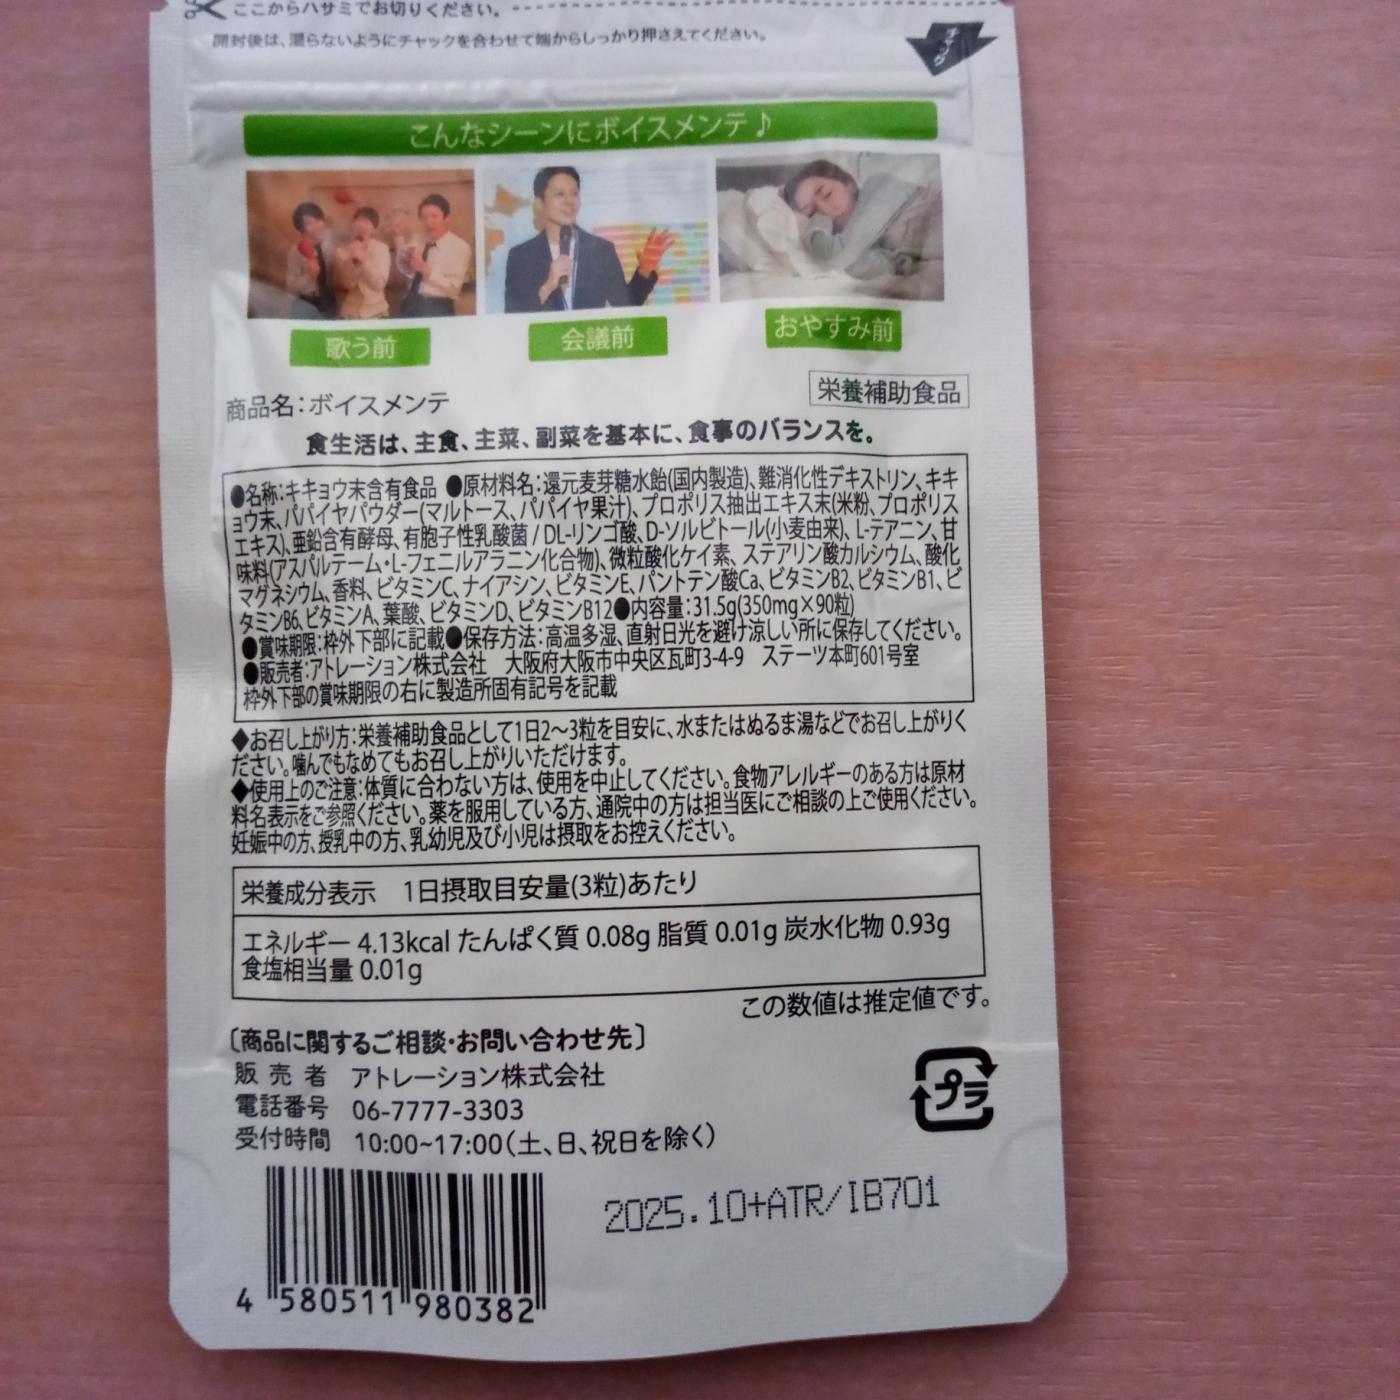 ここからハサミでお切りください。
開封後は、湿らないようにチャックを合わせて端からしっかり押さえてください。
チャック
こんなシーンにボイスメンテ♪
歌う前
会議前
おやすみ前
商品名：ボイスメンテ
栄養補助食品
食生活は、主食、主菜、副菜を基本に、食事のバランスを。
●名称：キキョウ末含有食品 ●原材料名：還元麦芽糖水飴(国内製造)、難消化性デキストリン、キキ
ョウ末、パパイヤパウダー(マルトース、パパイヤ果汁)、プロポリス抽出エキス末(米粉、プロポリス
エキス)、亜鉛含有酵母、有胞子性乳酸菌 / DL-リンゴ酸、D-ソルビトール(小麦由来)、L-テアニン、甘
味料(アスパルテーム・L-フェニルアラニン化合物)、微粒酸化ケイ素、ステアリン酸カルシウム、酸化
マグネシウム、香料、ビタミンC、ナイアシン、ビタミンE、パントテン酸Ca、ビタミンB2、ビタミンB1、ビ
タミンB6、ビタミンA、葉酸、ビタミンD、ビタミンB12●内容量：31.5g(350mg×90粒)
●賞味期限：枠外下部に記載●保存方法：高温多湿、直射日光を避け涼しい所に保存してください。
●販売者：アトレーション株式会社 大阪府大阪市中央区瓦町3-4-9 ステーツ本町601号室
枠外下部の賞味期限の右に製造所固有記号を記載
◆お召し上がり方：栄養補助食品として1日2～3粒を目安に、水またはぬるま湯などでお召し上がりく
ださい。噛んでもなめてもお召し上がりいただけます。
◆使用上のご注意：体質に合わない方は、使用を中止してください。食物アレルギーのある方は原材
料名表示をご参照ください。薬を服用している方、通院中の方は担当医にご相談の上ご使用ください。
妊娠中の方、授乳中の方、乳幼児及び小児は摂取をお控えください。
栄養成分表示 1日摂取目安量(3粒)あたり
エネルギー 4.13kcal たんぱく質 0.08g 脂質 0.01g 炭水化物 0.93g
食塩相当量 0.01g
この数値は推定値です。
〔商品に関するご相談・お問い合わせ先〕
販売者 アトレーション株式会社
電話番号 06-7777-3303
受付時間 10:00~17:00(土、日、祝日を除く)
プラ
2025.10+ATR/IB701
4 580511 980382